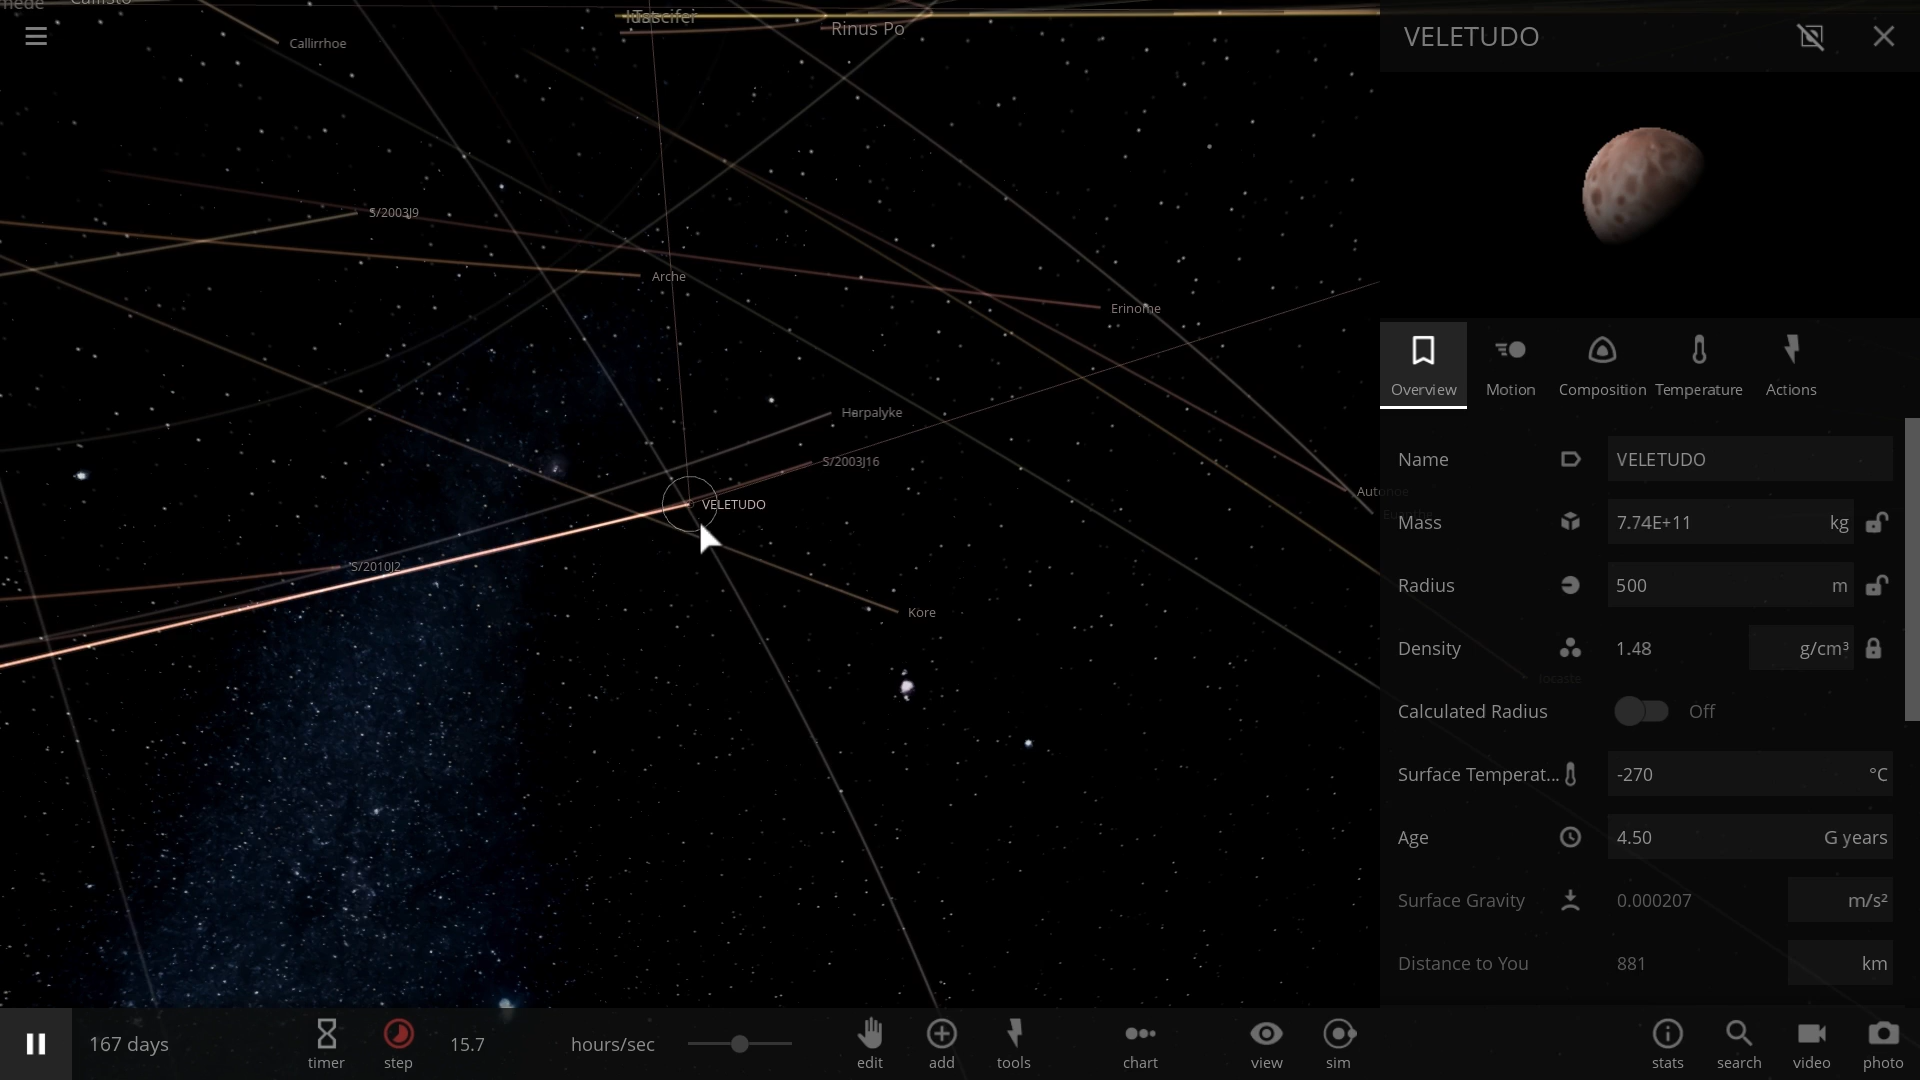 Callisto
Rinus Po
Callirrhoe
S/2003J9
Arche
Erinome
Harpalyke
S/2003J16
VELETUDO
Autonoe
S/2010J2
Kore
Iocaste
VELETUDO
Overview
Motion
Composition
Temperature
Actions
Name VELETUDO
Mass 7.74E+11 kg
Radius 500 m
Density 1.48 g/cm³
Calculated Radius Off
Surface Temperat... -270 °C
Age 4.50 G years
Surface Gravity 0.000207 m/s²
Distance to You 881 km
167 days
timer
step
15.7 hours/sec
edit
add
tools
chart
view
sim
stats
search
video
photo